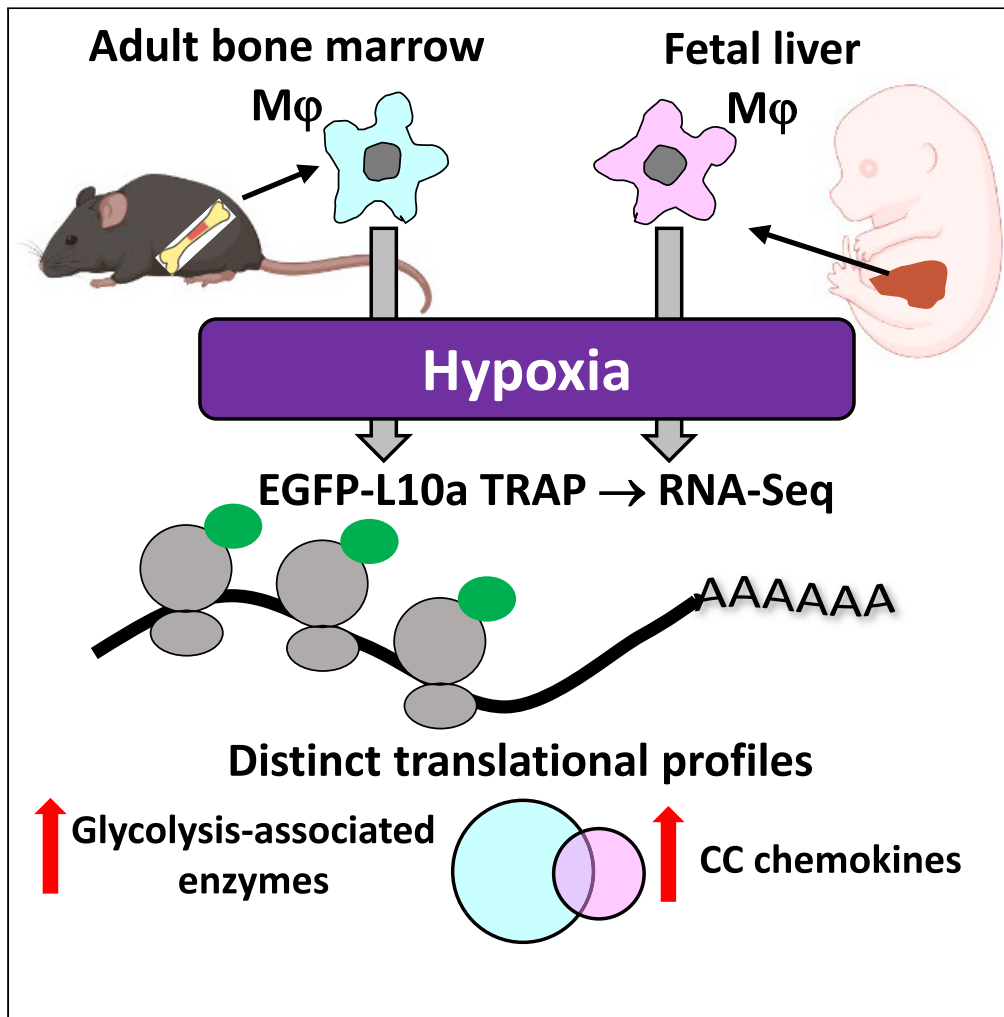 Adult bone marrow
Mφ
Fetal liver
Mφ
Hypoxia
EGFP-L10a TRAP → RNA-Seq
AAAAAA
Distinct translational profiles
Glycolysis-associated
enzymes
CC chemokines